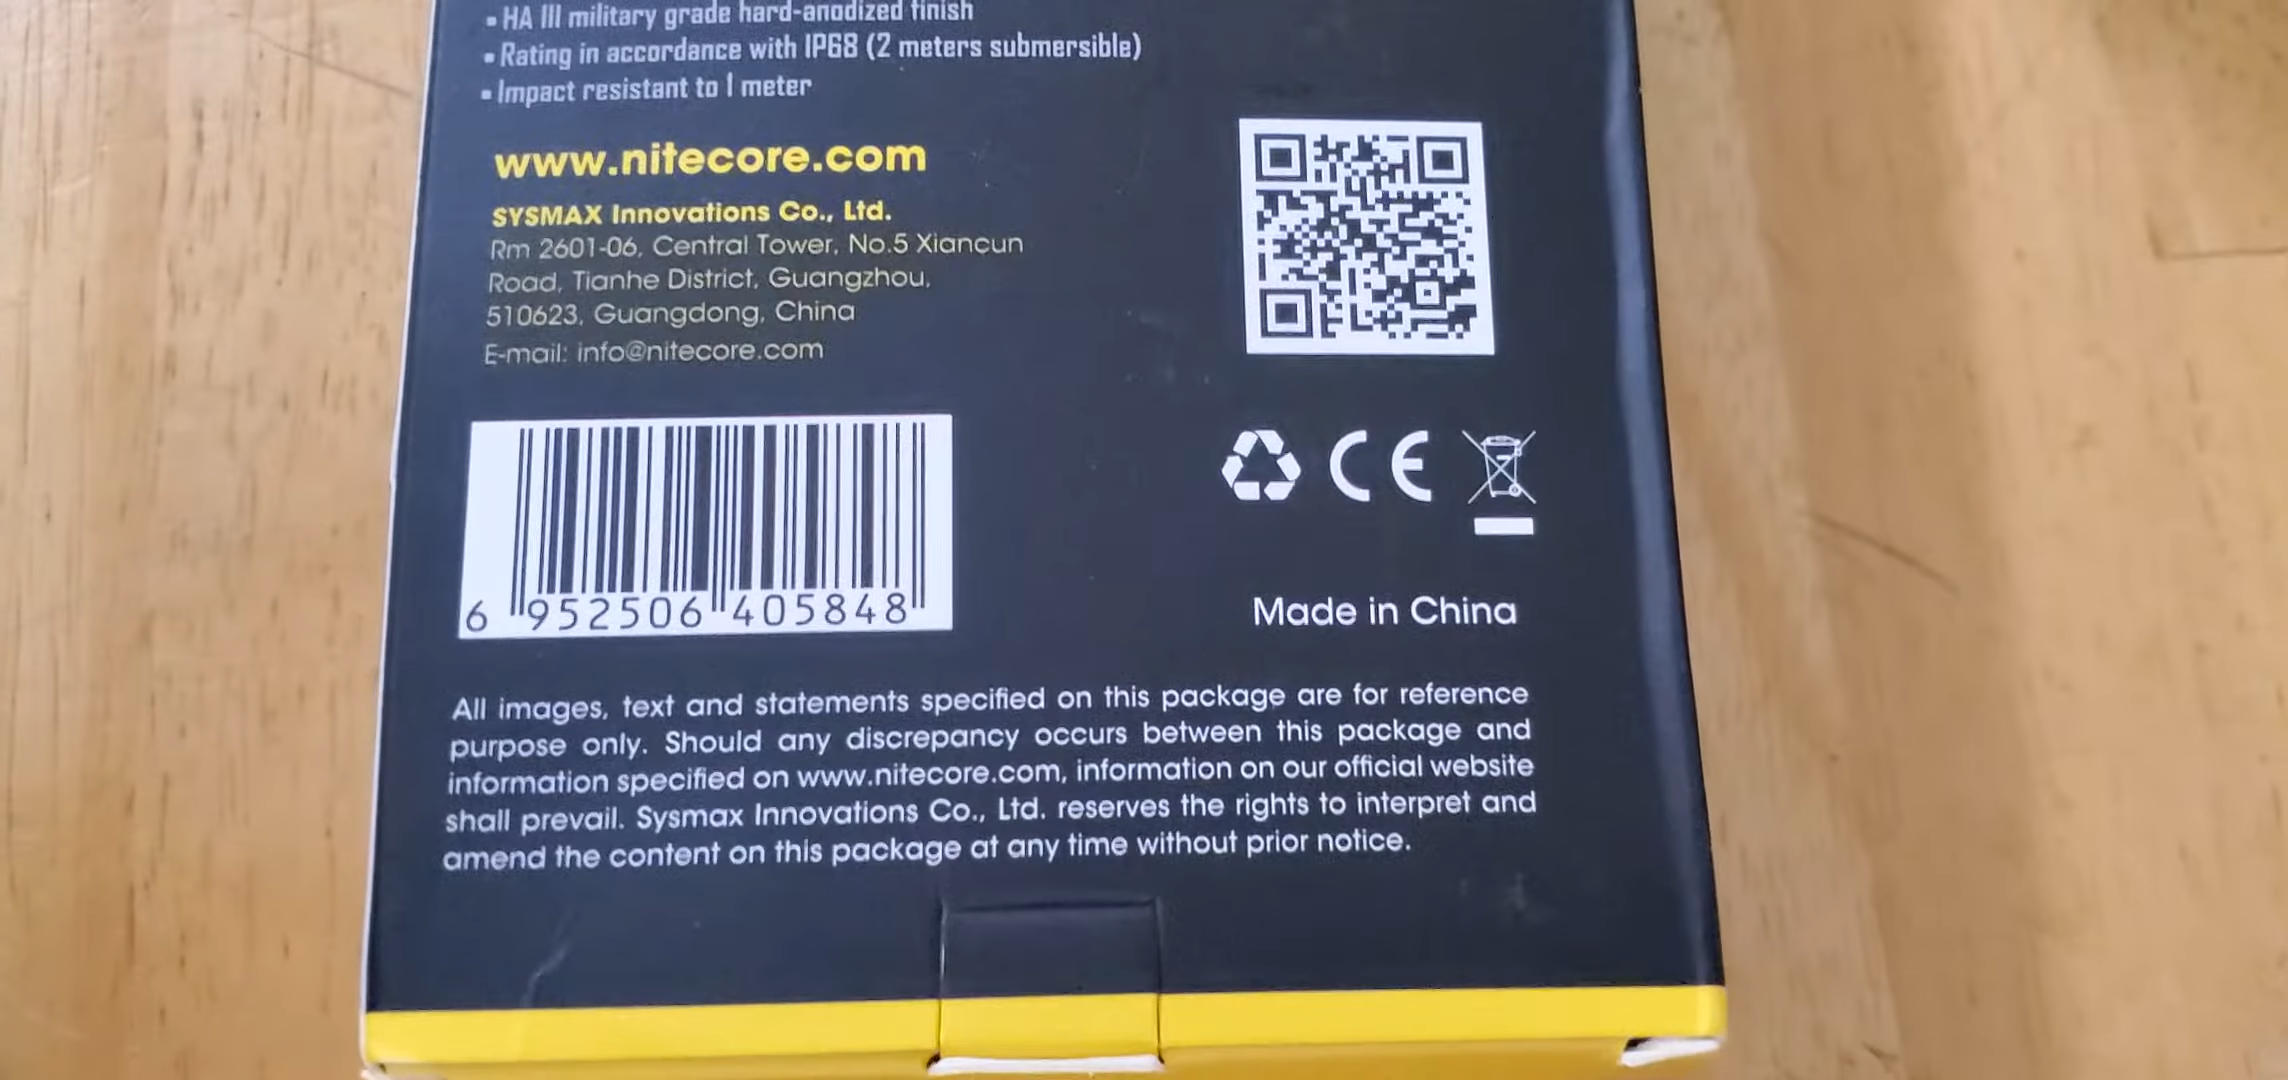 ▪ HA III military grade hard-anodized finish
▪ Rating in accordance with IP68 (2 meters submersible)
▪ Impact resistant to 1 meter
www.nitecore.com
SYSMAX Innovations Co., Ltd.
Rm 2601-06, Central Tower, No.5 Xiancun
Road, Tianhe District, Guangzhou,
510623, Guangdong, China
E-mail: info@nitecore.com
CE
6 952506 405848
Made in China
All images, text and statements specified on this package are for reference
purpose only. Should any discrepancy occurs between this package and
information specified on www.nitecore.com, information on our official website
shall prevail. Sysmax Innovations Co., Ltd. reserves the rights to interpret and
amend the content on this package at any time without prior notice.